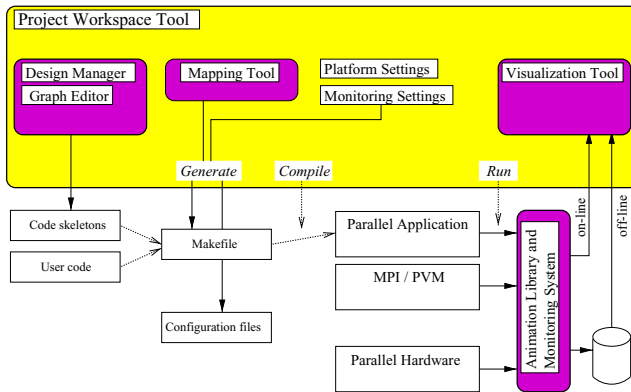 Project Workspace Tool
Design Manager
Graph Editor
Mapping Tool
Platform Settings
Monitoring Settings
Visualization Tool
Generate
Compile
Run
on-line
off-line
Code skeletons
User code
Makefile
Configuration files
Parallel Application
MPI / PVM
Parallel Hardware
Animation Library and
Monitoring System